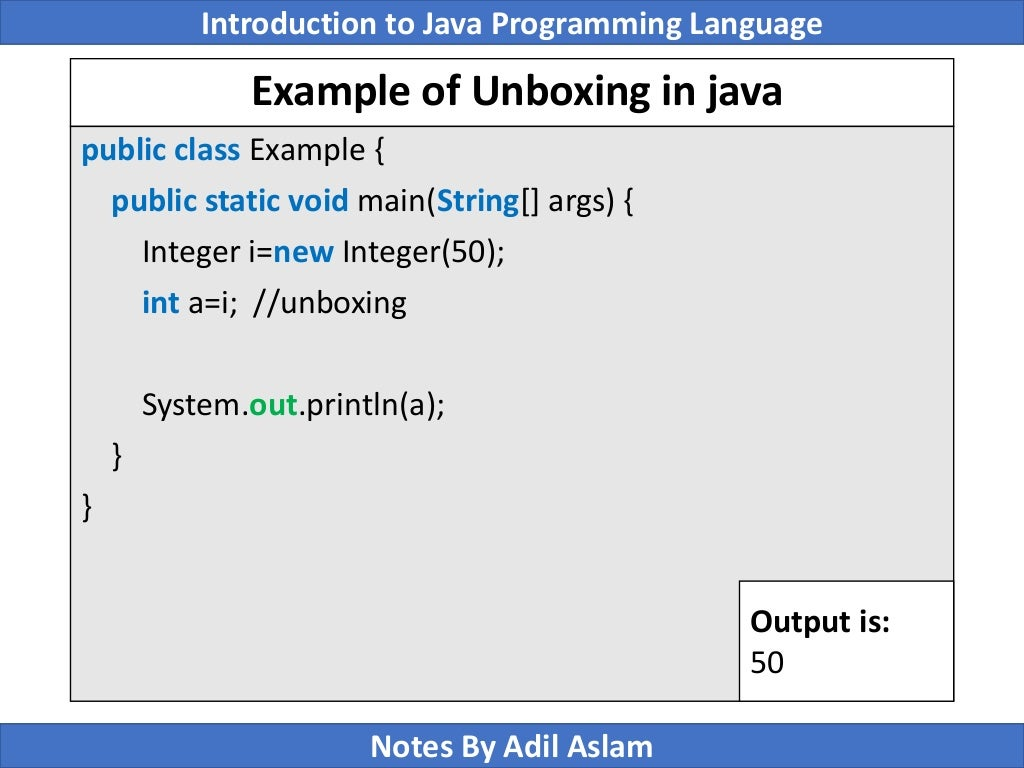 Introduction to Java Programming Language
Example of Unboxing in java
public class Example {
public static void main(String[] args) {
Integer i=new Integer(50);
int a=i;  //unboxing
System.out.println(a);
}
}
Output is:
50
Notes By Adil Aslam